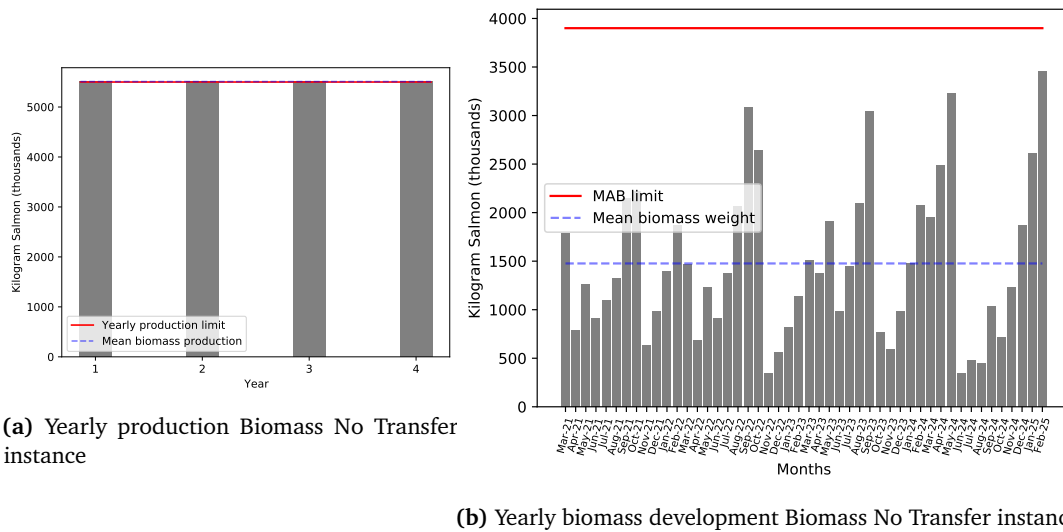 5000
4000
3000
2000
1000
0
Kilogram Salmon (thousands)
Yearly production limit
Mean biomass production
1 2 3 4
Year
(a) Yearly production Biomass No Transfer
instance
4000
3500
3000
2500
2000
1500
1000
500
0
Kilogram Salmon (thousands)
MAB limit
Mean biomass weight
Mar-21 Apr-21 May-21 Jun-21 Jul-21 Aug-21 Sep-21 Oct-21 Nov-21 Dec-21 Jan-22 Feb-22 Mar-22 Apr-22 May-22 Jun-22 Jul-22 Aug-22 Sep-22 Oct-22 Nov-22 Dec-22 Jan-23 Feb-23 Mar-23 Apr-23 May-23 Jun-23 Jul-23 Aug-23 Sep-23 Oct-23 Nov-23 Dec-23 Jan-24 Feb-24 Mar-24 Apr-24 May-24 Jun-24 Jul-24 Aug-24 Sep-24 Oct-24 Nov-24 Dec-24 Jan-25 Feb-25
Months
(b) Yearly biomass development Biomass No Transfer instanc